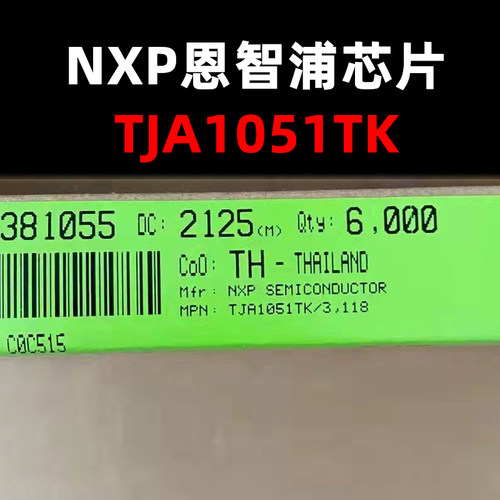 NXP恩智浦芯片
TJA1051TK
381055 DC: 2125(M) Qty: 6,000
CoO: TH - THAILAND
Mfr: NXP SEMICONDUCTOR
MPN: TJA1051TK/3,118
C0C515